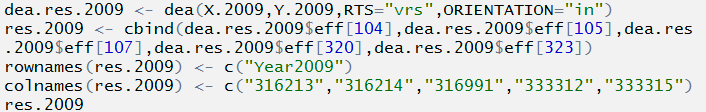 dea.res.2009 <- dea(X.2009,Y.2009,RTS="vrs",ORIENTATION="in")
res.2009 <- cbind(dea.res.2009$eff[104],dea.res.2009$eff[105],dea.res
.2009$eff[107],dea.res.2009$eff[320],dea.res.2009$eff[323])
rownames(res.2009) <- c("Year2009")
colnames(res.2009) <- c("316213","316214","316991","333312","333315")
res.2009